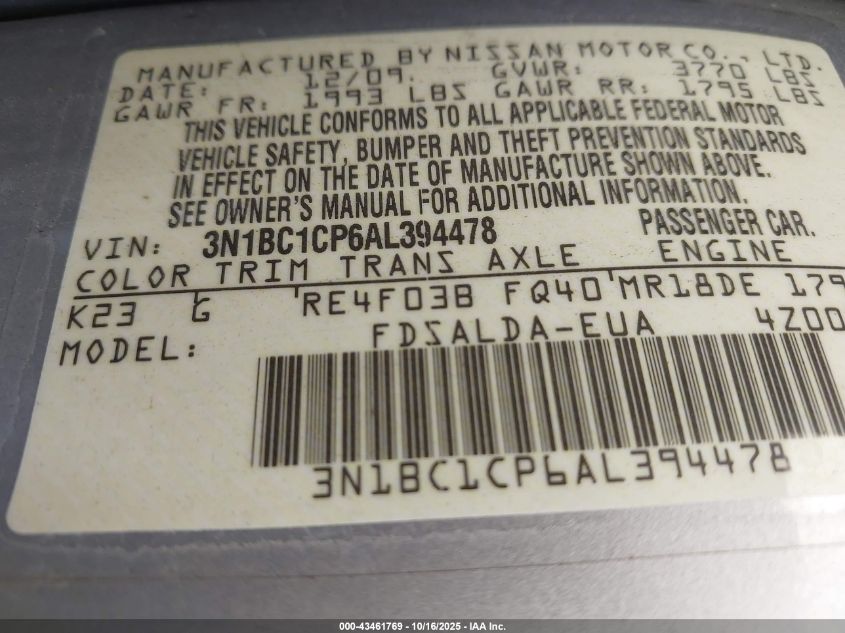 MANUFACTURED BY NISSAN MOTOR CO., LTD.
DATE: 12/09. GVWR: 3770 LBS
GAWR FR: 1993 LBS GAWR RR: 1795 LBS
THIS VEHICLE CONFORMS TO ALL APPLICABLE FEDERAL MOTOR
VEHICLE SAFETY, BUMPER AND THEFT PREVENTION STANDARDS
IN EFFECT ON THE DATE OF MANUFACTURE SHOWN ABOVE.
SEE OWNER'S MANUAL FOR ADDITIONAL INFORMATION.
VIN: 3N1BC1CP6AL394478 PASSENGER CAR.
COLOR TRIM TRANS AXLE ENGINE
K23 G RE4F03B FQ40 MR18DE 179
MODEL: FDSALDA-EUA 4Z00
3N1BC1CP6AL394478
000-43461769 - 10/16/2025 - IAA Inc.